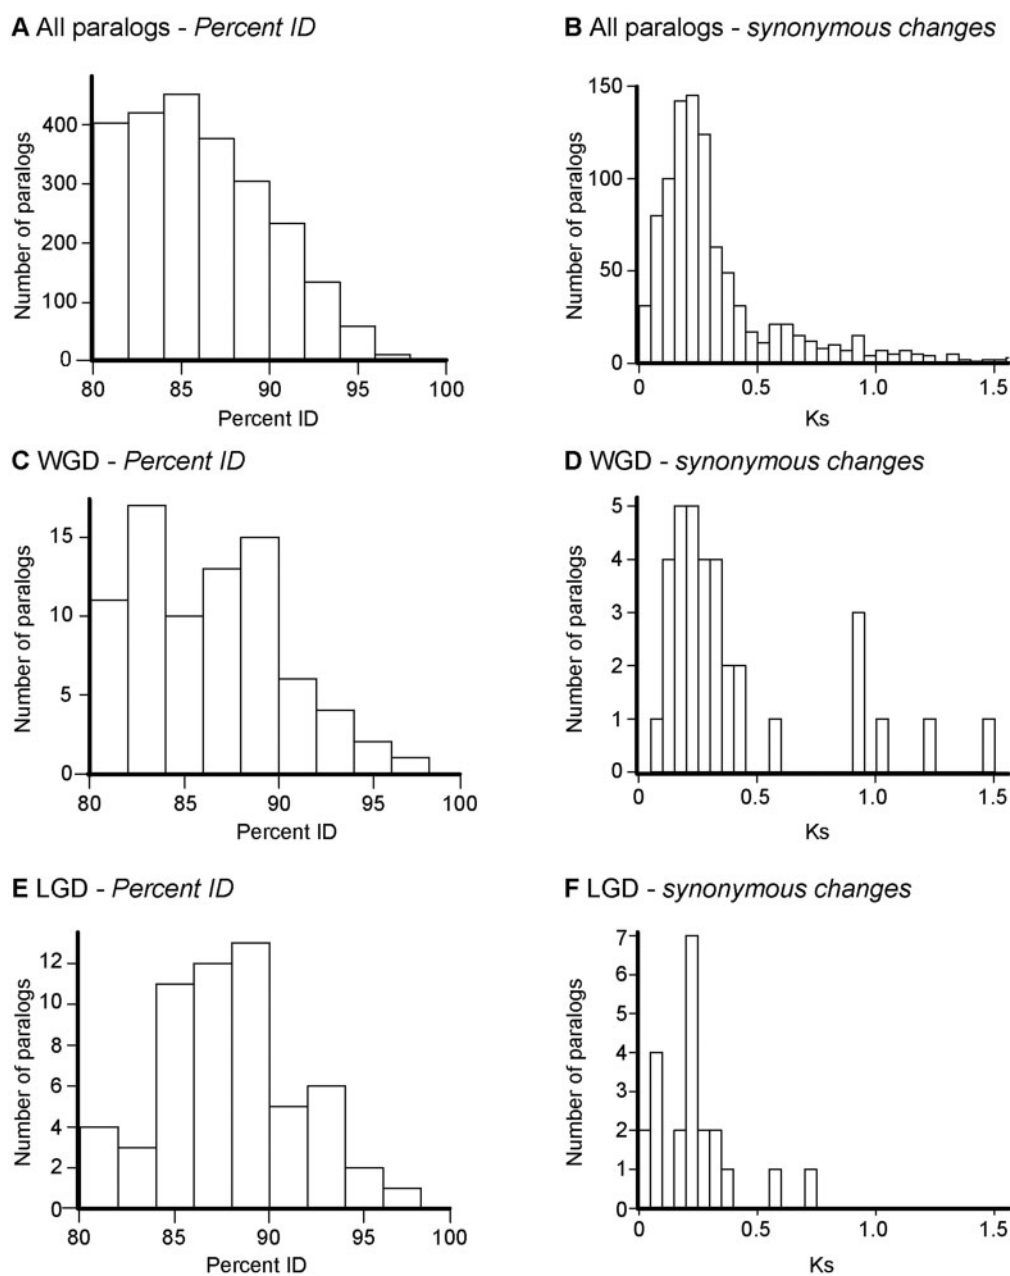 A All paralogs - Percent ID
Number of paralogs
400
300
200
100
0
80 85 90 95 100
Percent ID
B All paralogs - synonymous changes
Number of paralogs
150
100
50
0
0 0.5 1.0 1.5
Ks
C WGD - Percent ID
Number of paralogs
15
10
5
0
80 85 90 95 100
Percent ID
D WGD - synonymous changes
Number of paralogs
5
4
3
2
1
0
0 0.5 1.0 1.5
Ks
E LGD - Percent ID
Number of paralogs
12
10
8
6
4
2
0
80 85 90 95 100
Percent ID
F LGD - synonymous changes
Number of paralogs
7
6
5
4
3
2
1
0
0 0.5 1.0 1.5
Ks